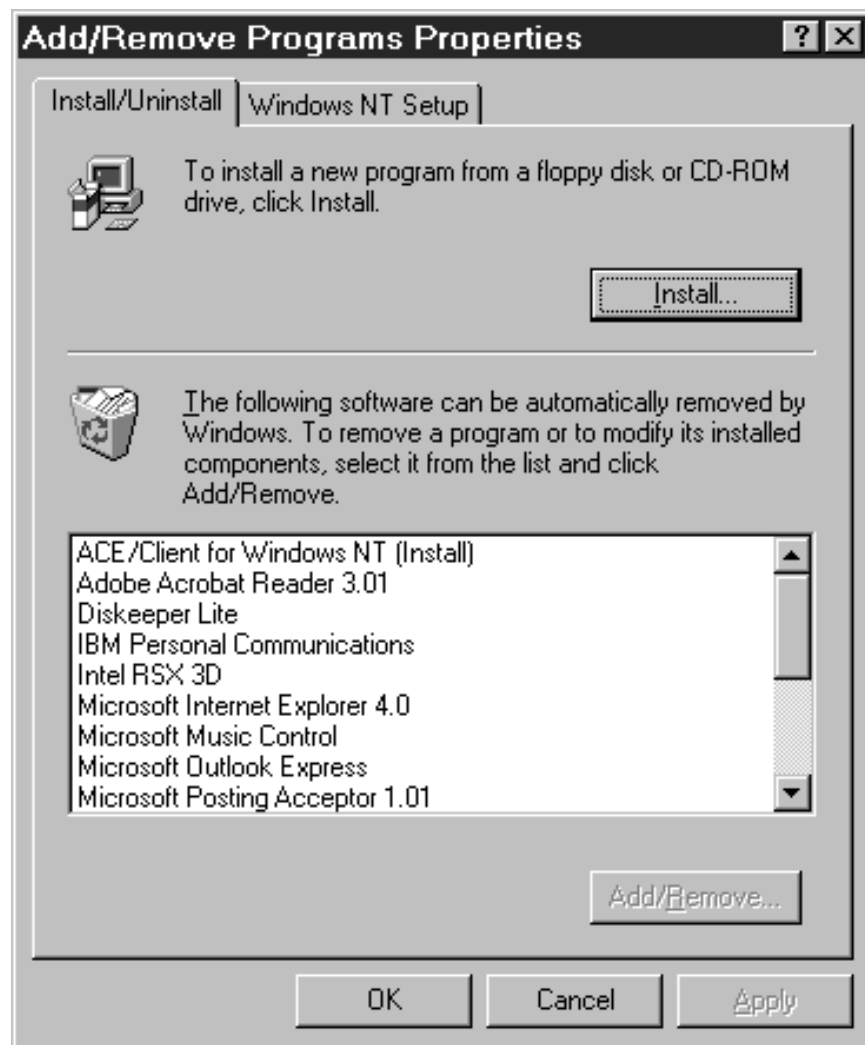 Add/Remove Programs Properties
Install/Uninstall
Windows NT Setup
To install a new program from a floppy disk or CD-ROM
drive, click Install.
Install...
The following software can be automatically removed by
Windows. To remove a program or to modify its installed
components, select it from the list and click
Add/Remove.
ACE/Client for Windows NT (Install)
Adobe Acrobat Reader 3.01
Diskeeper Lite
IBM Personal Communications
Intel RSX 3D
Microsoft Internet Explorer 4.0
Microsoft Music Control
Microsoft Outlook Express
Microsoft Posting Acceptor 1.01
Add/Remove...
OK
Cancel
Apply